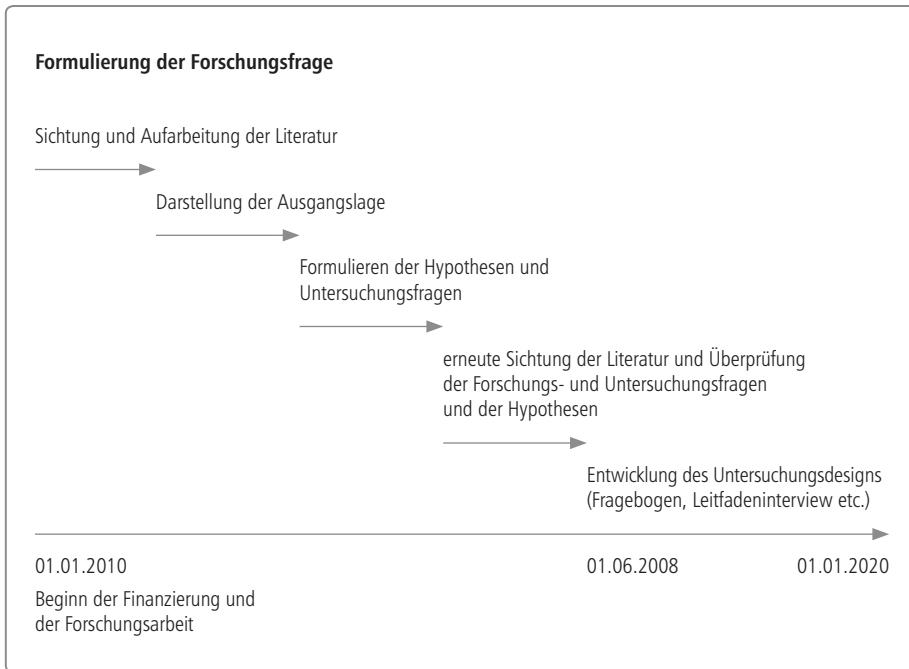 Formulierung der Forschungsfrage
Sichtung und Aufarbeitung der Literatur
Darstellung der Ausgangslage
Formulieren der Hypothesen und
Untersuchungsfragen
erneute Sichtung der Literatur und Überprüfung
der Forschungs- und Untersuchungsfragen
und der Hypothesen
Entwicklung des Untersuchungsdesigns
(Fragebogen, Leitfadeninterview etc.)
01.01.2010 01.06.2008 01.01.2020
Beginn der Finanzierung und
der Forschungsarbeit